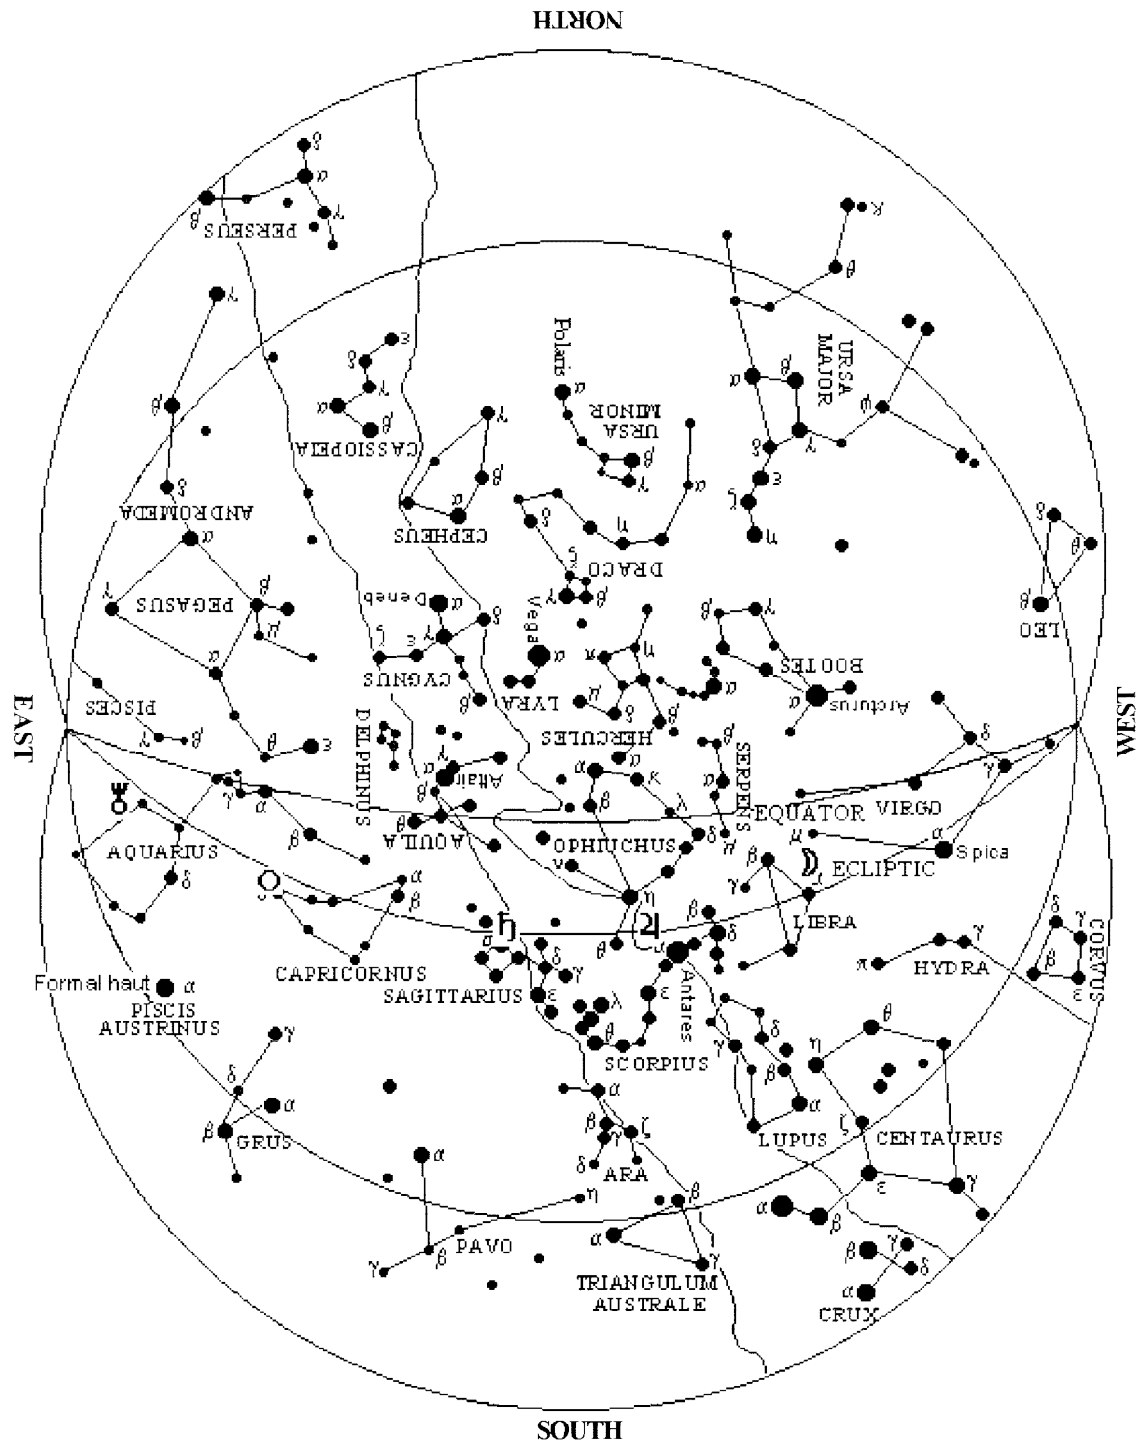 NORTH
δ
α
γ
β
PERSEUS
κ
θ
γ
ε
δ
γ
α
β
CASSIOPEIA
β
Polaris
α
URSA
MINOR
β
γ
α
β
URSA
MAJOR
γ
δ
ε
ζ
η
ψ
γ
β
α
CEPHEUS
δ
ANDROMEDA
α
δ
η
α
DRACO
ζ
γ
β
δ
θ
β
LEO
γ
PEGASUS
β
μ
α
θ
ε
Deneb
α
γ
δ
ζ
ε
CYGNUS
β
Vega
α
LYRA
π
η
μ
δ
β
HERCULES
α
β
γ
BOOTES
α
α
Arcturus
EAST
WEST
PISCES
γ
β
DELPHINUS
γ
α
Altair
β
θ
AQUILA
α
κ
β
λ
OPHIUCHUS
δ
μ
ν
η
θ
β
α
SERPENS
EQUATOR
δ
γ
VIRGO
μ
α
Spica
ECLIPTIC
γ
α
β
AQUARIUS
δ
β
γ
LIBRA
α
β
CAPRICORNUS
σ
δ
γ
ε
SAGITTARIUS
β
δ
α
Antares
ε
λ
θ
SCORPIUS
π
γ
HYDRA
δ
γ
β
ε
CORVUS
Formal haut
α
PISCIS
AUSTRINUS
γ
δ
α
β
GRUS
α
β
γ
ζ
δ
ARA
δ
γ
β
α
LUPUS
θ
η
ζ
CENTAURUS
ε
γ
α
β
α
η
β
γ
PAVO
β
α
γ
TRIANGULUM
AUSTRALE
γ
β
δ
α
CRUX
SOUTH